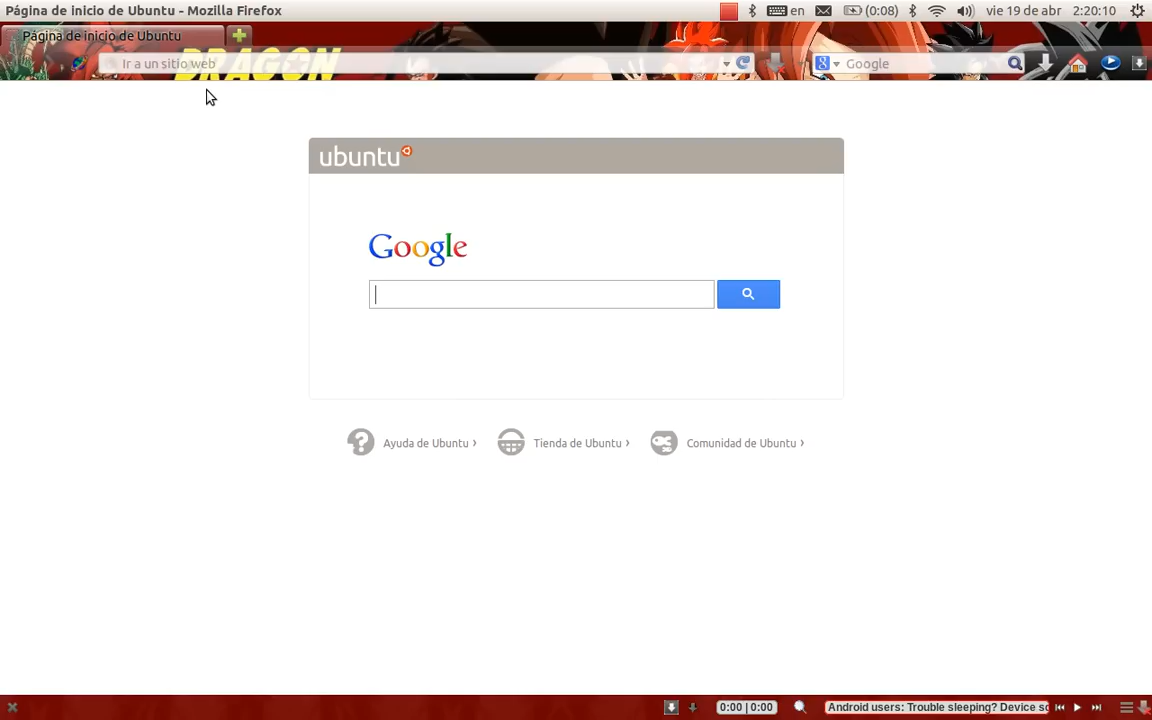 Página de inicio de Ubuntu - Mozilla Firefox
en
(0:08)
vie 19 de abr
2:20:10
Página de inicio de Ubuntu
Ir a un sitio web
DRAGON
Google
ubuntu
Google
Ayuda de Ubuntu ›
Tienda de Ubuntu ›
Comunidad de Ubuntu ›
0:00 | 0:00
Android users: Trouble sleeping? Device